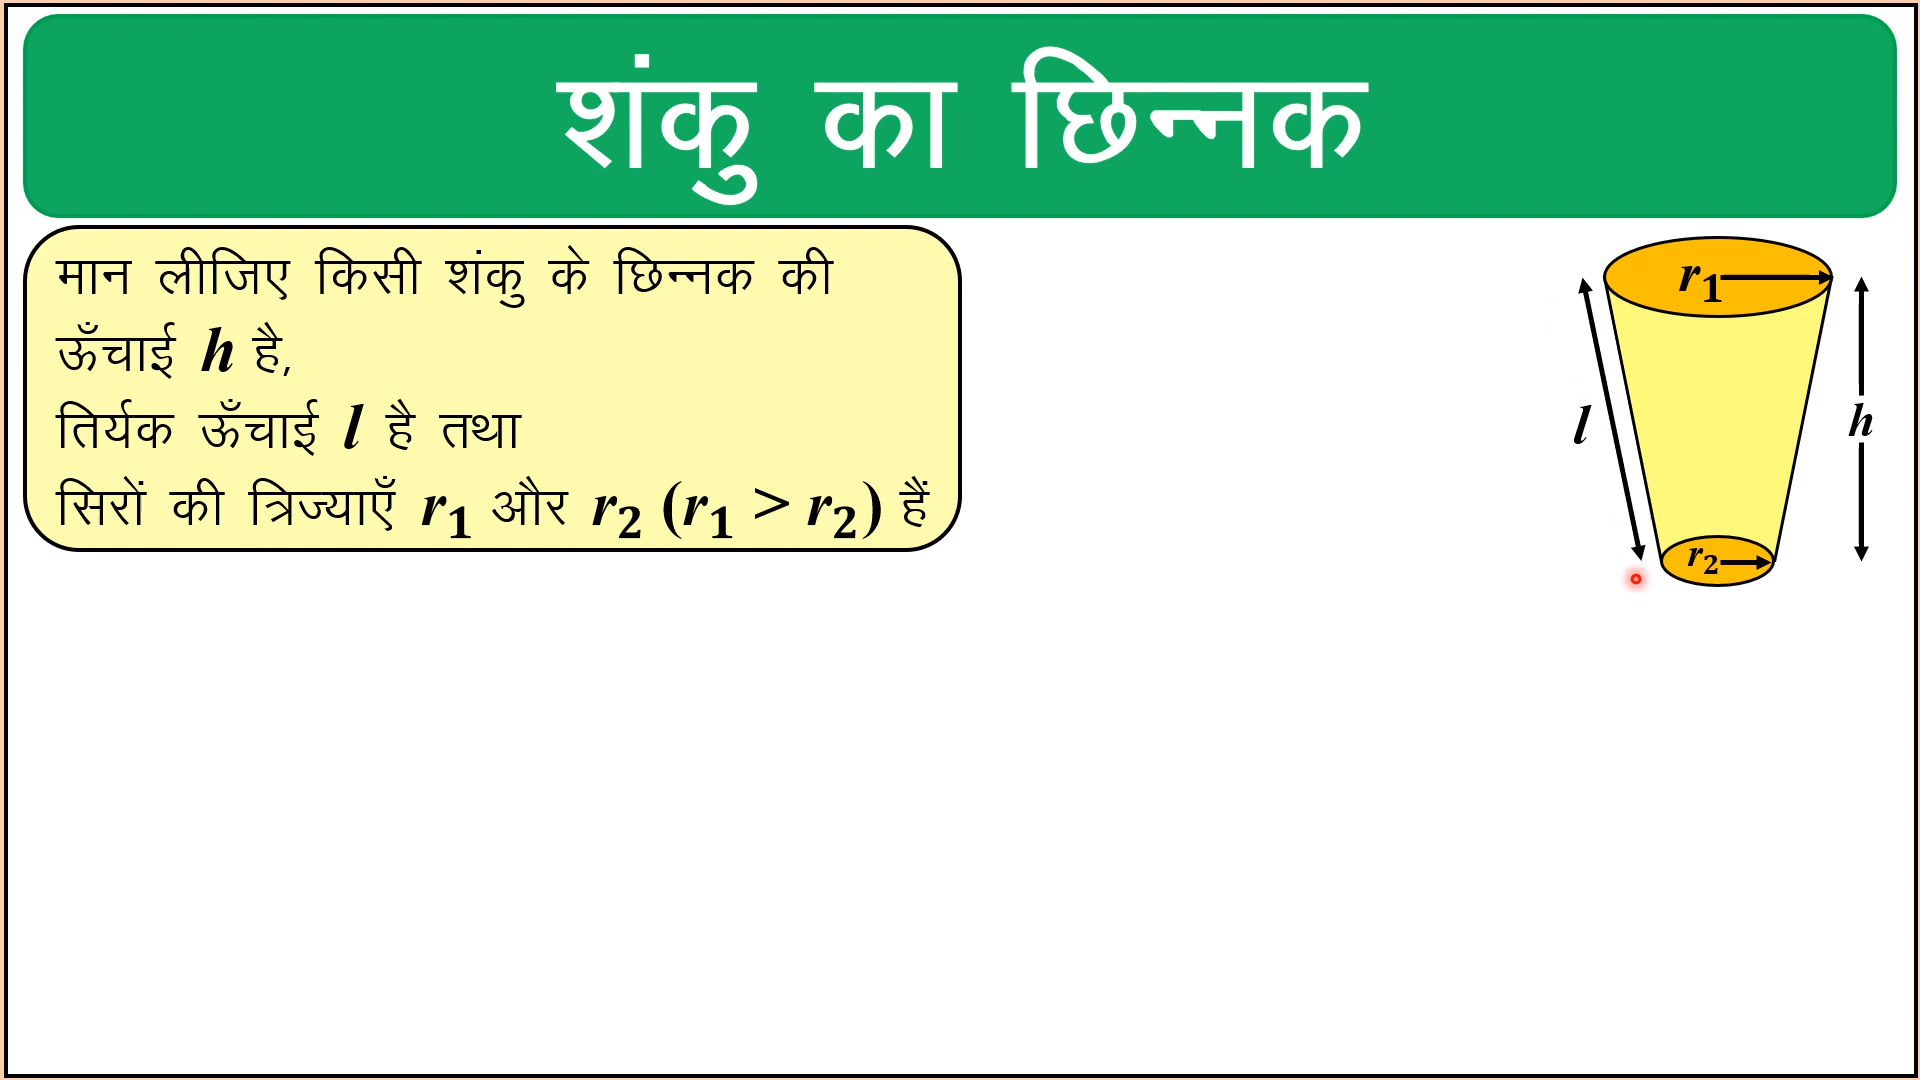 शंकु का छिन्नक
मान लीजिए किसी शंकु के छिन्नक की
ऊँचाई h है,
तिर्यक ऊँचाई l है तथा
सिरों की त्रिज्याएँ r₁ और r₂ (r₁ > r₂) हैं
r₁
l
h
r₂